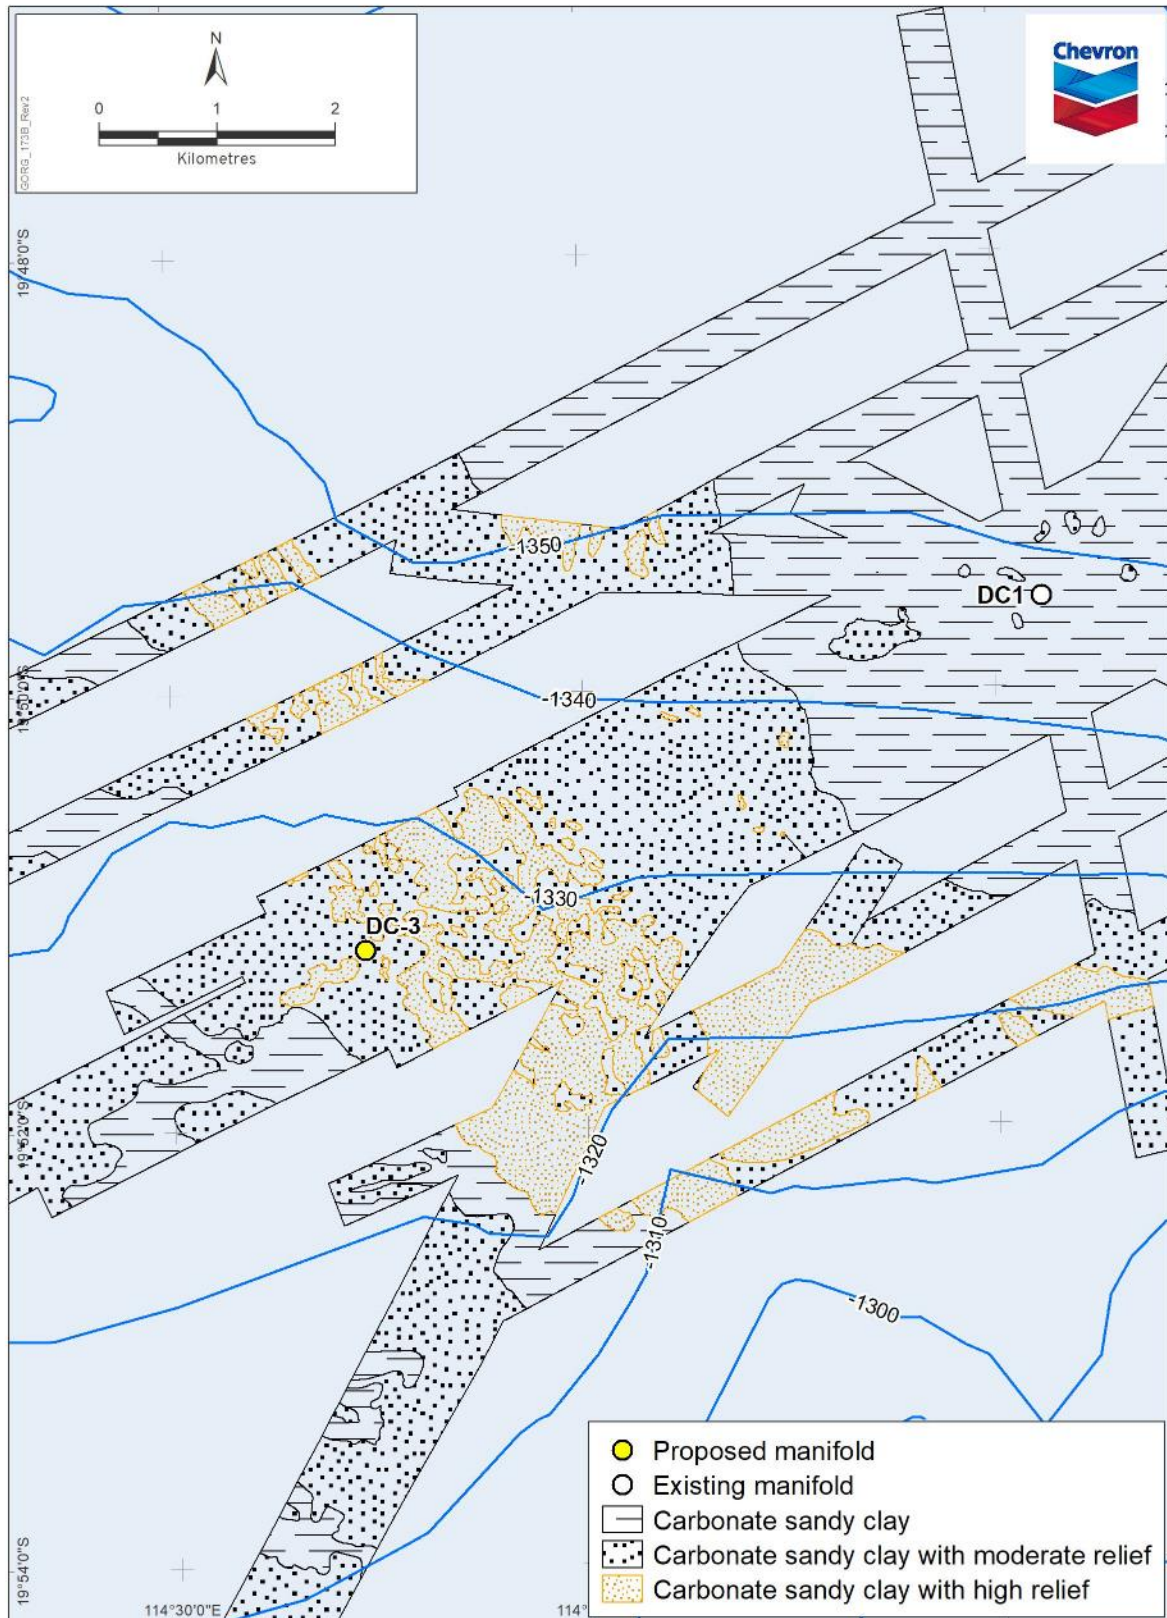 GORG_173B_Rev2
N
0 1 2
Kilometres
Chevron
19°48'0"S
DC1
-1350
-1340
19°50'0"S
-1330
DC-3
19°52'0"S
-1320
-1310
-1300
19°54'0"S
114°30'0"E
114°
Proposed manifold
Existing manifold
Carbonate sandy clay
Carbonate sandy clay with moderate relief
Carbonate sandy clay with high relief